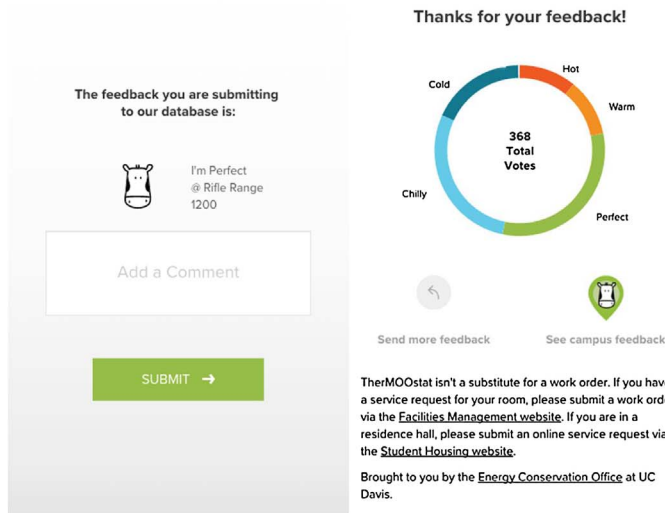 The feedback you are submitting
to our database is:
I'm Perfect
@ Rifle Range
1200
Add a Comment
SUBMIT →
Thanks for your feedback!
Hot
Cold
Warm
368
Total
Votes
Chilly
Perfect
Send more feedback
See campus feedback
TherMOOstat isn't a substitute for a work order. If you have
a service request for your room, please submit a work orde
via the Facilities Management website. If you are in a
residence hall, please submit an online service request via
the Student Housing website.
Brought to you by the Energy Conservation Office at UC
Davis.